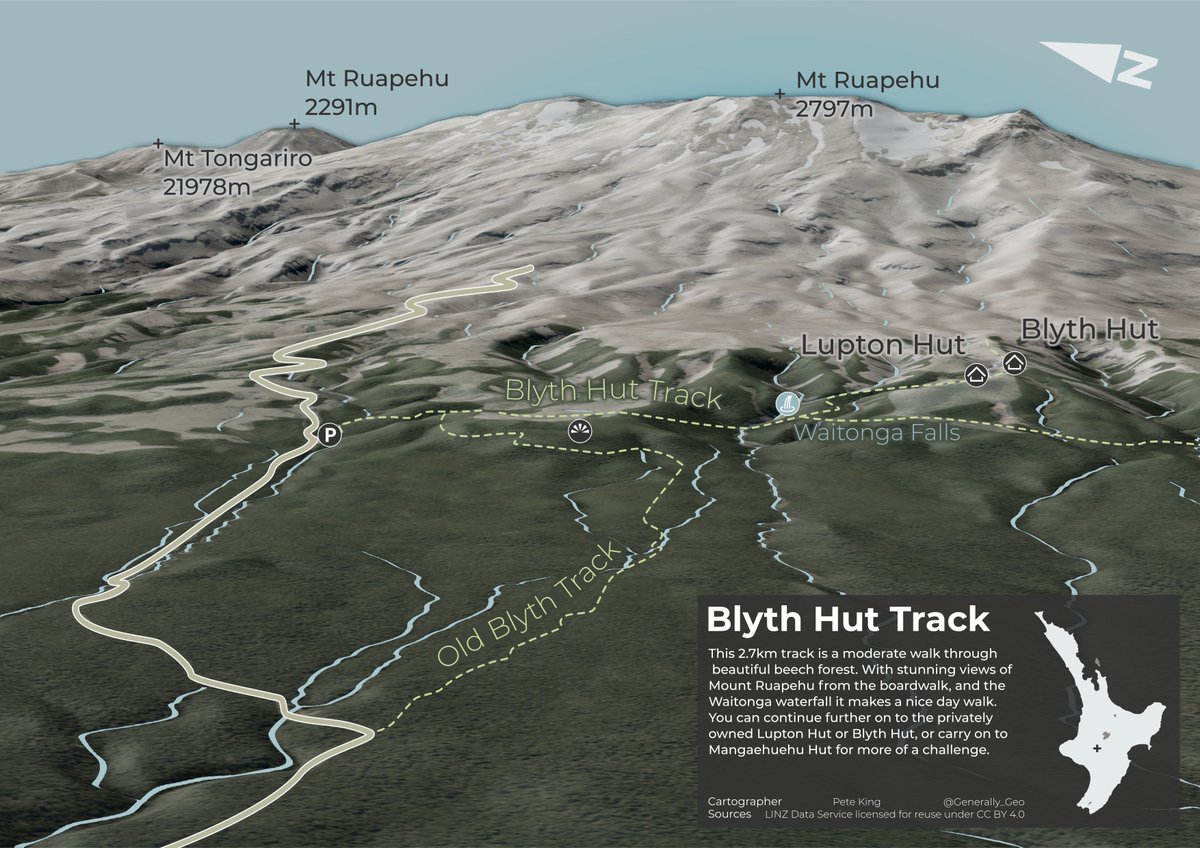 Mt Ruapehu
2291m
Mt Ruapehu
2797m
Z
Mt Tongariro
21978m
Lupton Hut
Blyth Hut
Blyth Hut Track
P
Waitonga Falls
Old Blyth Track
Blyth Hut Track
This 2.7km track is a moderate walk through
beautiful beech forest. With stunning views of
Mount Ruapehu from the boardwalk, and the
Waitonga waterfall it makes a nice day walk.
You can continue further on to the privately
owned Lupton Hut or Blyth Hut, or carry on to
Mangaehuehu Hut for more of a challenge.
Cartographer Pete King @Generally_Geo
Sources LINZ Data Service licensed for reuse under CC BY 4.0